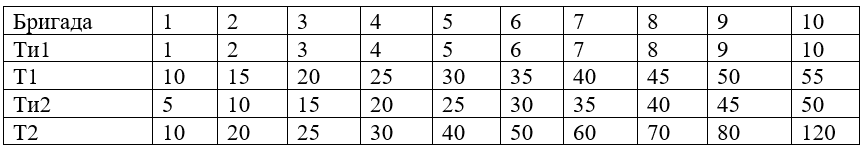 Бригада 1 2 3 4 5 6 7 8 9 10
Ти1 1 2 3 4 5 6 7 8 9 10
Т1 10 15 20 25 30 35 40 45 50 55
Ти2 5 10 15 20 25 30 35 40 45 50
Т2 10 20 25 30 40 50 60 70 80 120